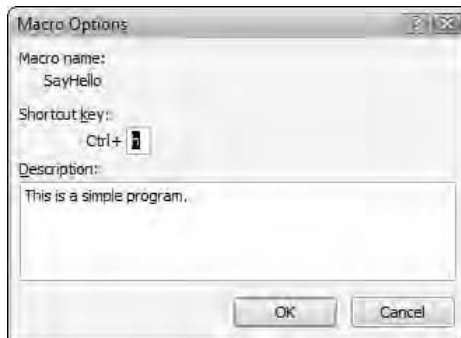 Macro Options
Macro name:
SayHello
Shortcut key:
Ctrl+ h
Description:
This is a simple program.
OK
Cancel